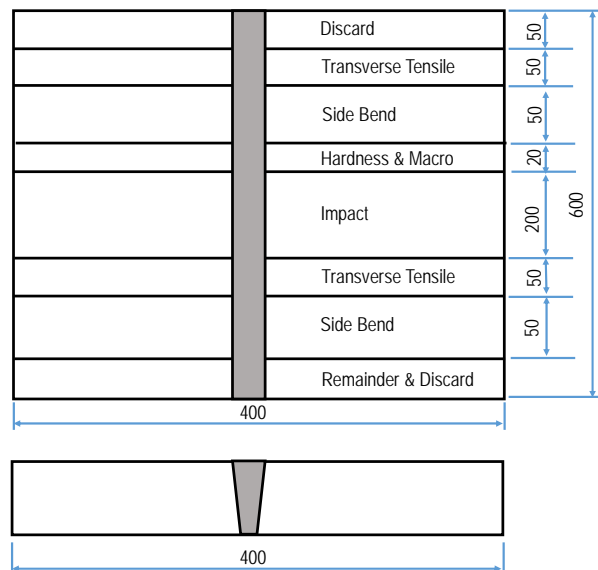 Discard
50
Transverse Tensile
50
Side Bend
50
Hardness & Macro
20
Impact
200
600
Transverse Tensile
50
Side Bend
50
Remainder & Discard
400
400